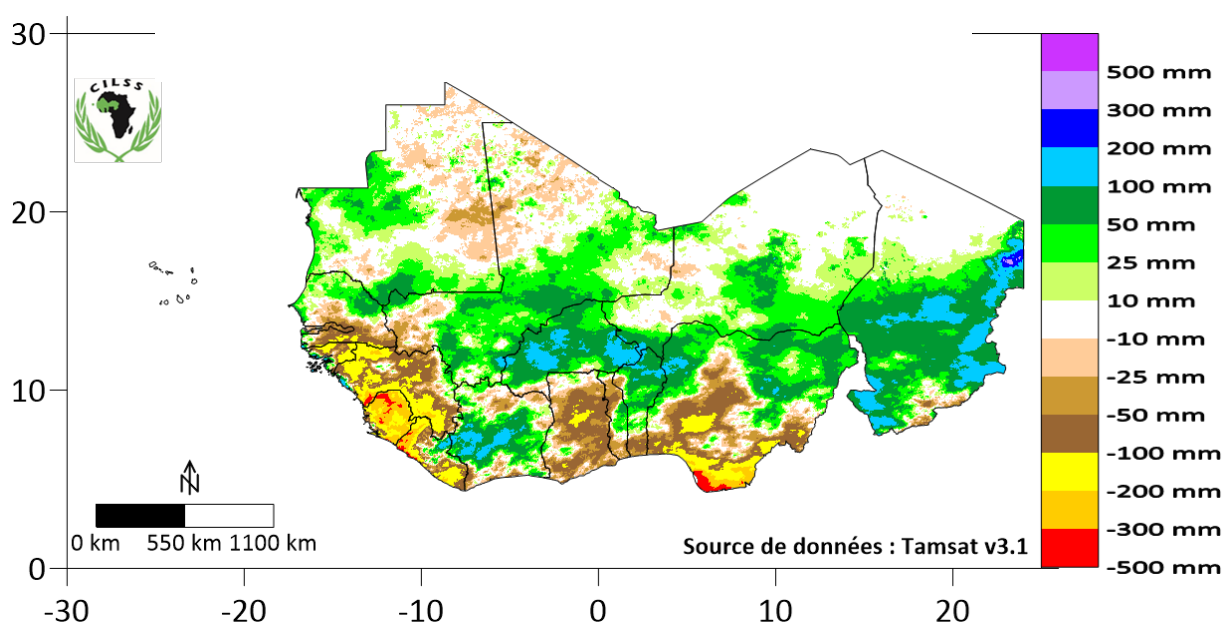 30
20
10
0
-30
-20
-10
0
10
20
CILSS
N
0 km 550 km 1100 km
Source de données : Tamsat v3.1
500 mm
300 mm
200 mm
100 mm
50 mm
25 mm
10 mm
-10 mm
-25 mm
-50 mm
-100 mm
-200 mm
-300 mm
-500 mm